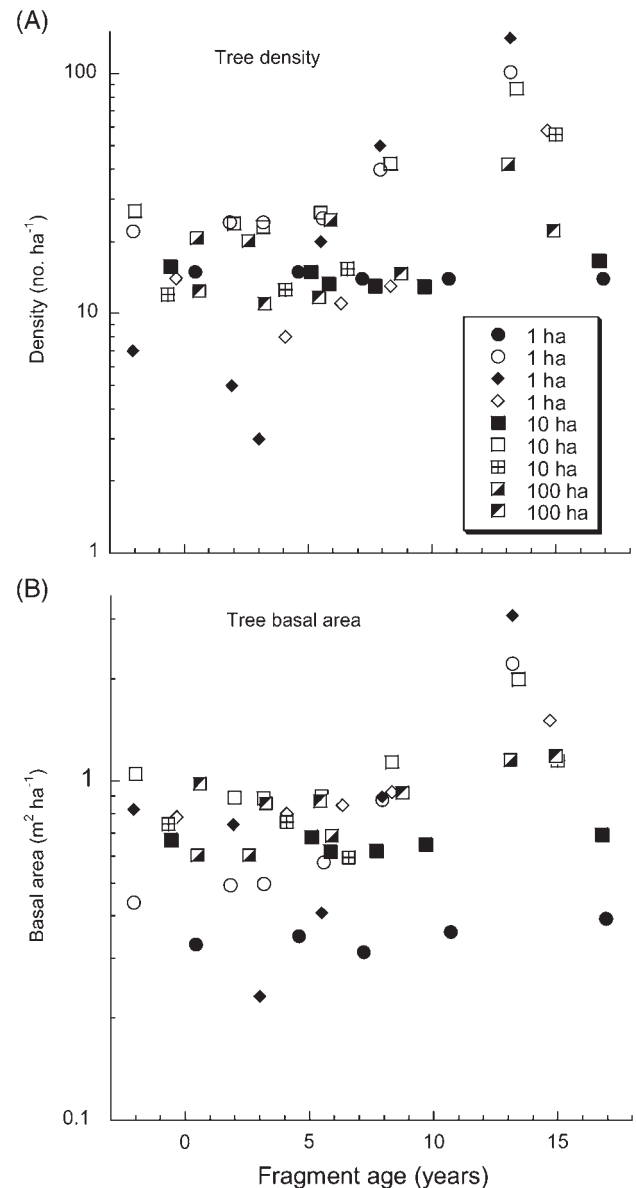 (A)
Tree density
100
10
1
Density (no. ha⁻¹)
1 ha
1 ha
1 ha
1 ha
10 ha
10 ha
10 ha
100 ha
100 ha
(B)
Tree basal area
1
0.1
Basal area (m² ha⁻¹)
0 5 10 15
Fragment age (years)